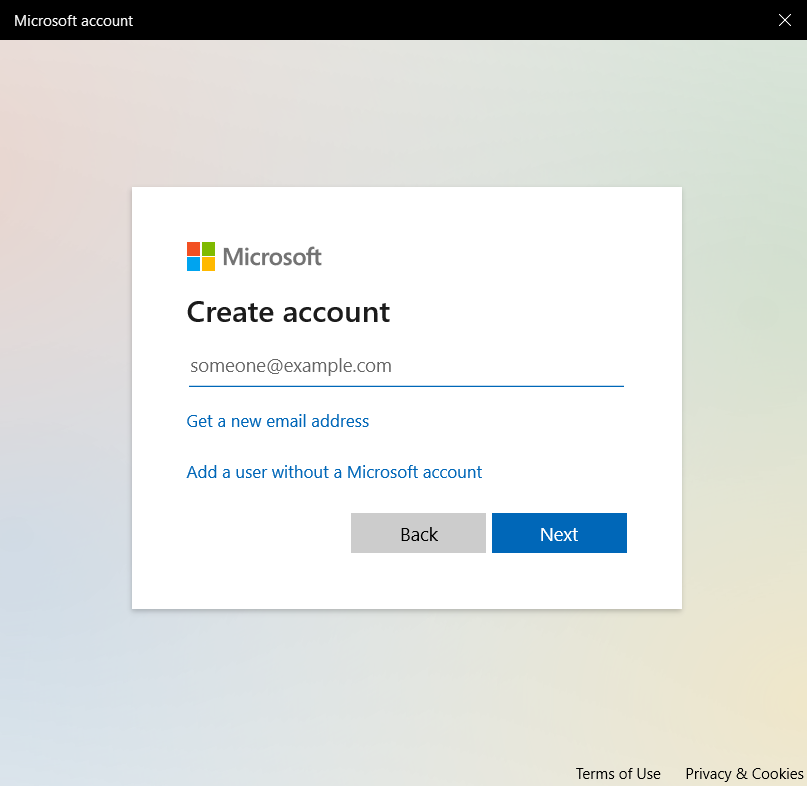 Microsoft account
Microsoft
Create account
someone@example.com
Get a new email address
Add a user without a Microsoft account
Back Next
Terms of Use Privacy & Cookies